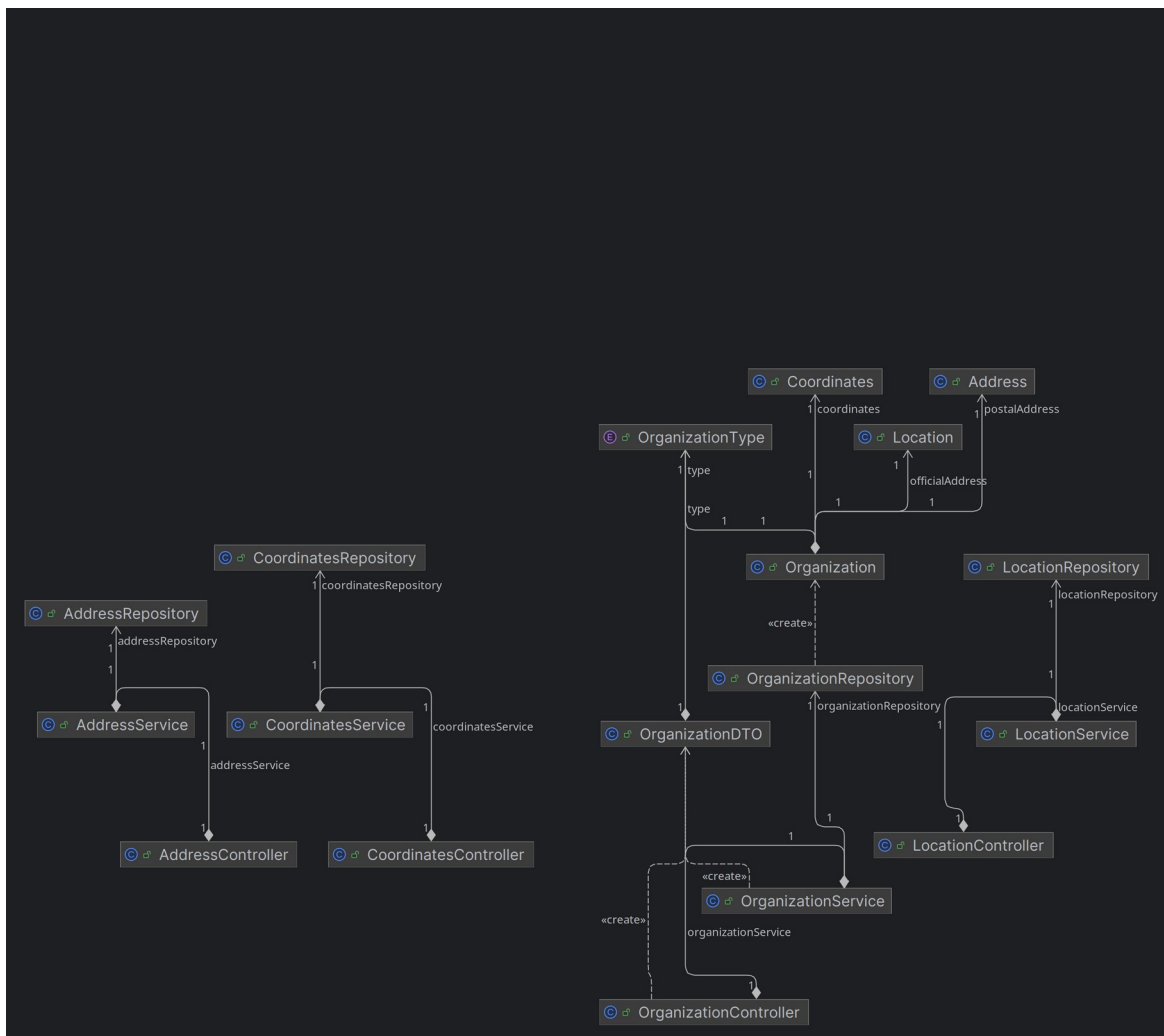 Coordinates
Address
1 coordinates
1 postalAddress
E OrganizationType
C Location
1 type
1
officialAddress
1
type
1 1
1 1
C CoordinatesRepository
C Organization
C LocationRepository
1 coordinatesRepository
1 locationRepository
C AddressRepository
«create»
addressRepository
1
1
1
1
C OrganizationRepository
1 organizationRepository
1
C AddressService
C CoordinatesService
1
coordinatesService
locationService
C OrganizationDTO
C LocationService
1
1
addressService
1 1
1
1
1
C AddressController
C CoordinatesController
C LocationController
«create»
C OrganizationService
«create»
organizationService
1
C OrganizationController